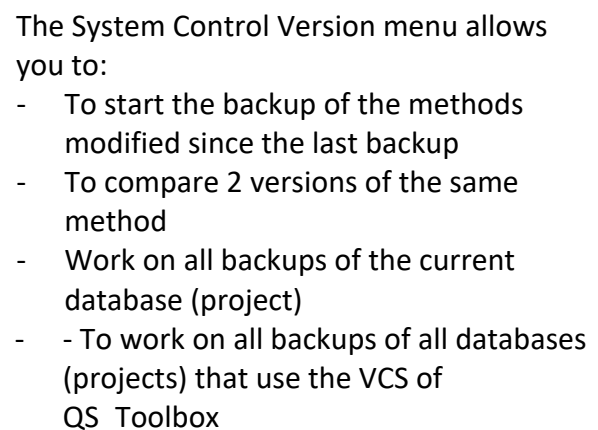 The System Control Version menu allows
you to:
- To start the backup of the methods
modified since the last backup
- To compare 2 versions of the same
method
- Work on all backups of the current
database (project)
- - To work on all backups of all databases
(projects) that use the VCS of
QS_Toolbox